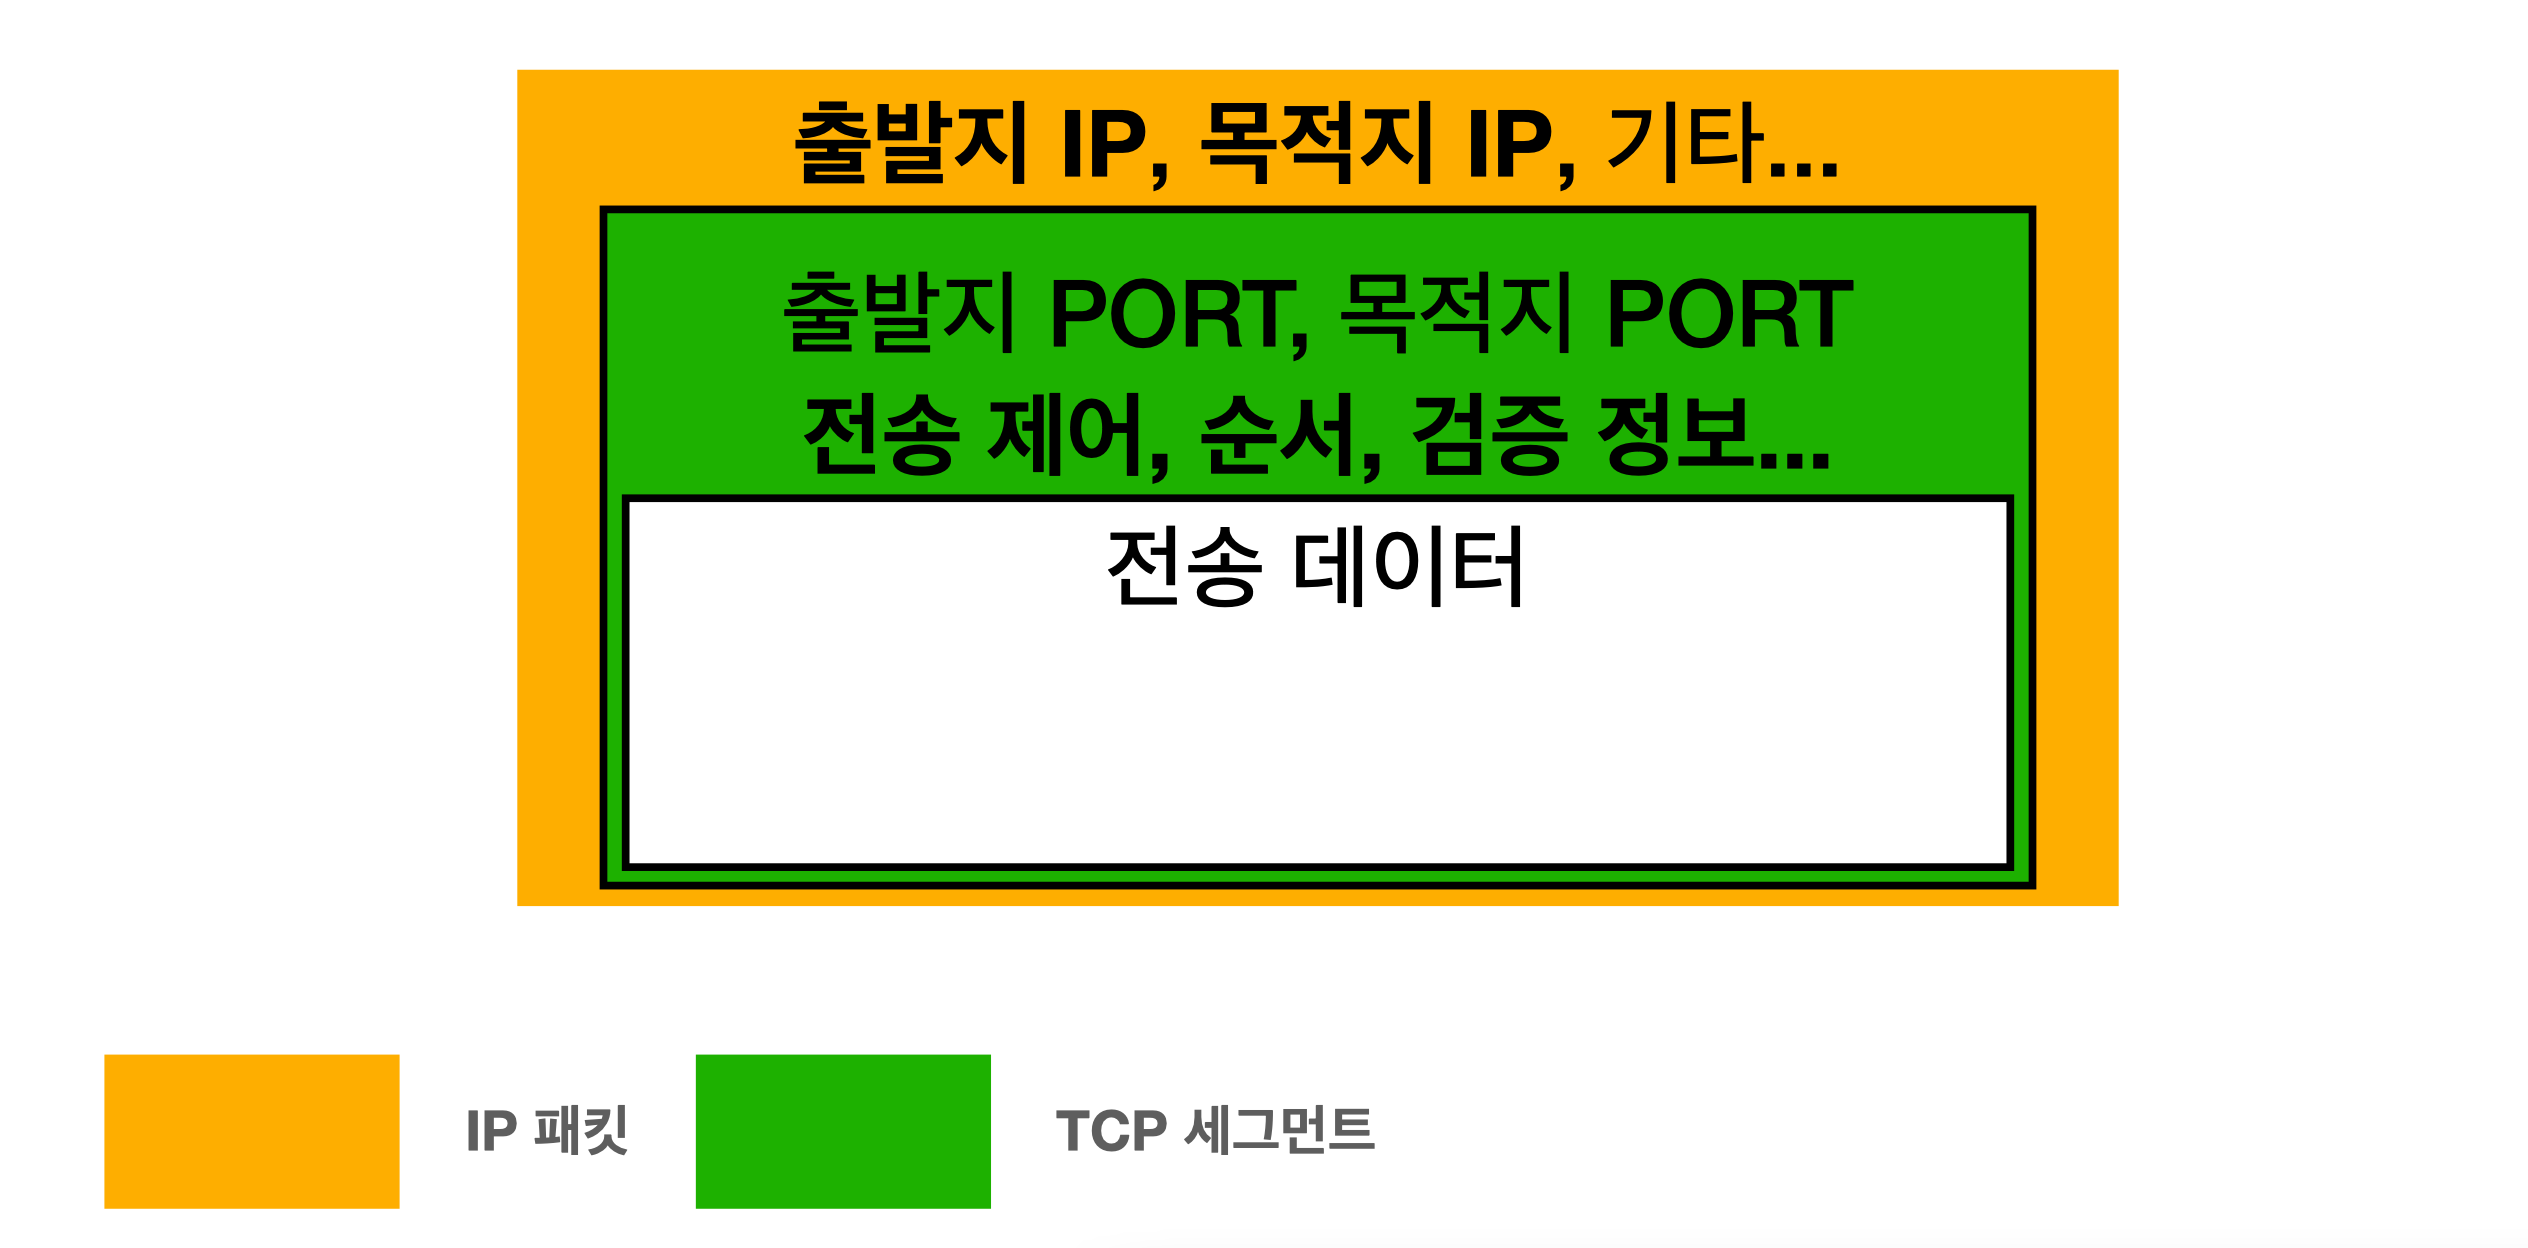 출발지 IP, 목적지 IP, 기타...
출발지 PORT, 목적지 PORT
전송 제어, 순서, 검증 정보...
전송 데이터
IP 패킷
TCP 세그먼트